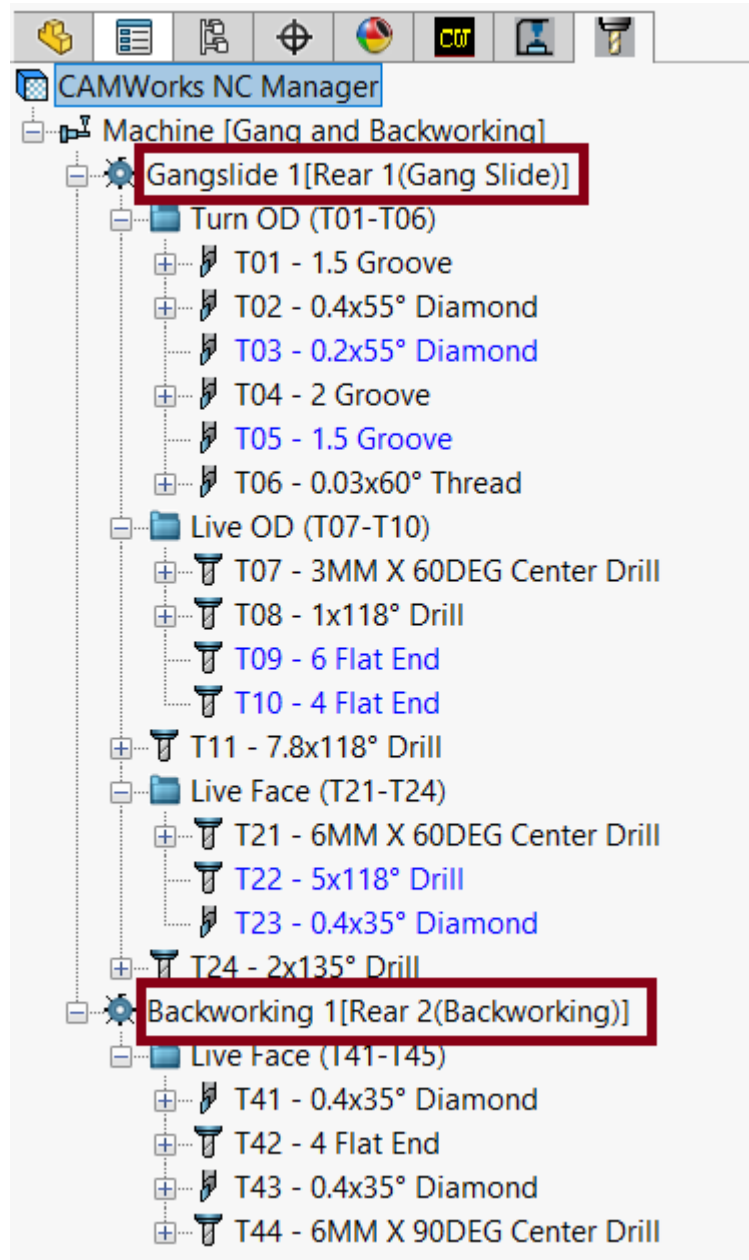 CW
CAMWorks NC Manager
Machine [Gang and Backworking]
Gangslide 1[Rear 1(Gang Slide)]
Turn OD (T01-T06)
T01 - 1.5 Groove
T02 - 0.4x55° Diamond
T03 - 0.2x55° Diamond
T04 - 2 Groove
T05 - 1.5 Groove
T06 - 0.03x60° Thread
Live OD (T07-T10)
T07 - 3MM X 60DEG Center Drill
T08 - 1x118° Drill
T09 - 6 Flat End
T10 - 4 Flat End
T11 - 7.8x118° Drill
Live Face (T21-T24)
T21 - 6MM X 60DEG Center Drill
T22 - 5x118° Drill
T23 - 0.4x35° Diamond
T24 - 2x135° Drill
Backworking 1[Rear 2(Backworking)]
Live Face (T41-T45)
T41 - 0.4x35° Diamond
T42 - 4 Flat End
T43 - 0.4x35° Diamond
T44 - 6MM X 90DEG Center Drill